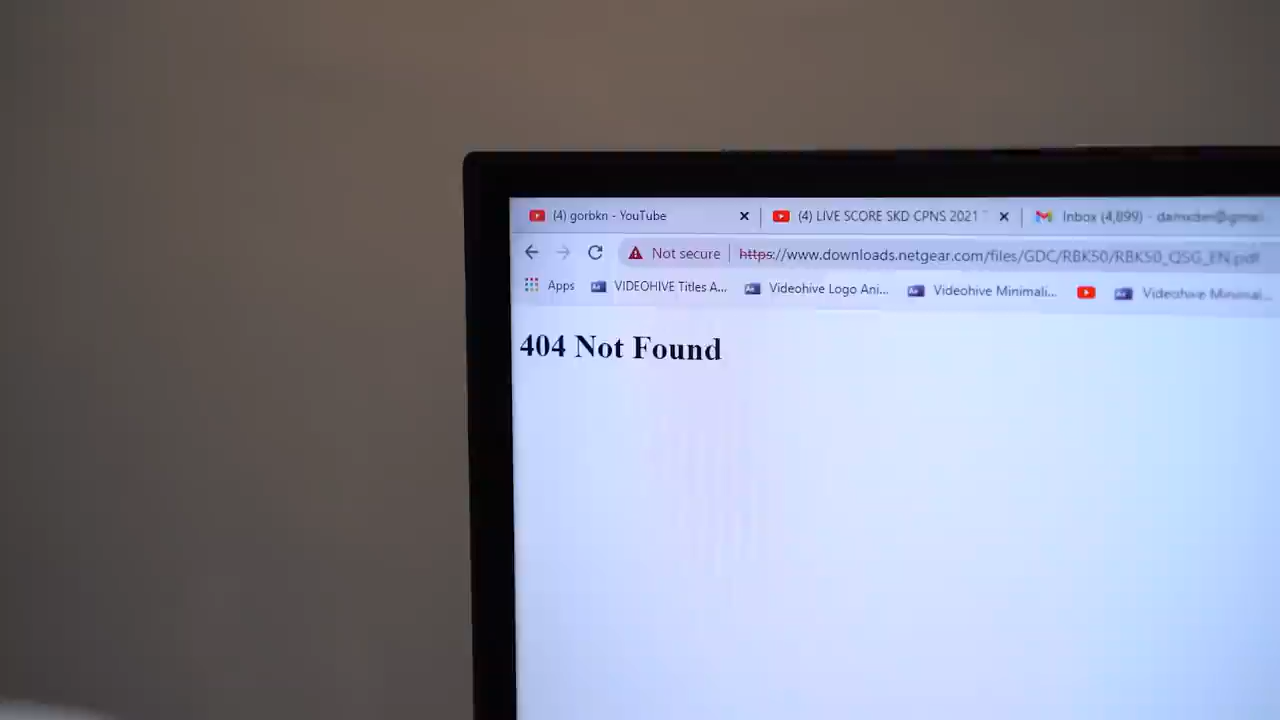 (4) gorbkn - YouTube
(4) LIVE SCORE SKD CPNS 2021
Inbox (4,899) -
Not secure
https://www.downloads.netgear.com/files/GDC/RBK50/RBK50_QSG_EN.pdf
Apps
VIDEOHIVE Titles A...
Videohive Logo Ani...
Videohive Minimali...
Videohive Minimal...
404 Not Found